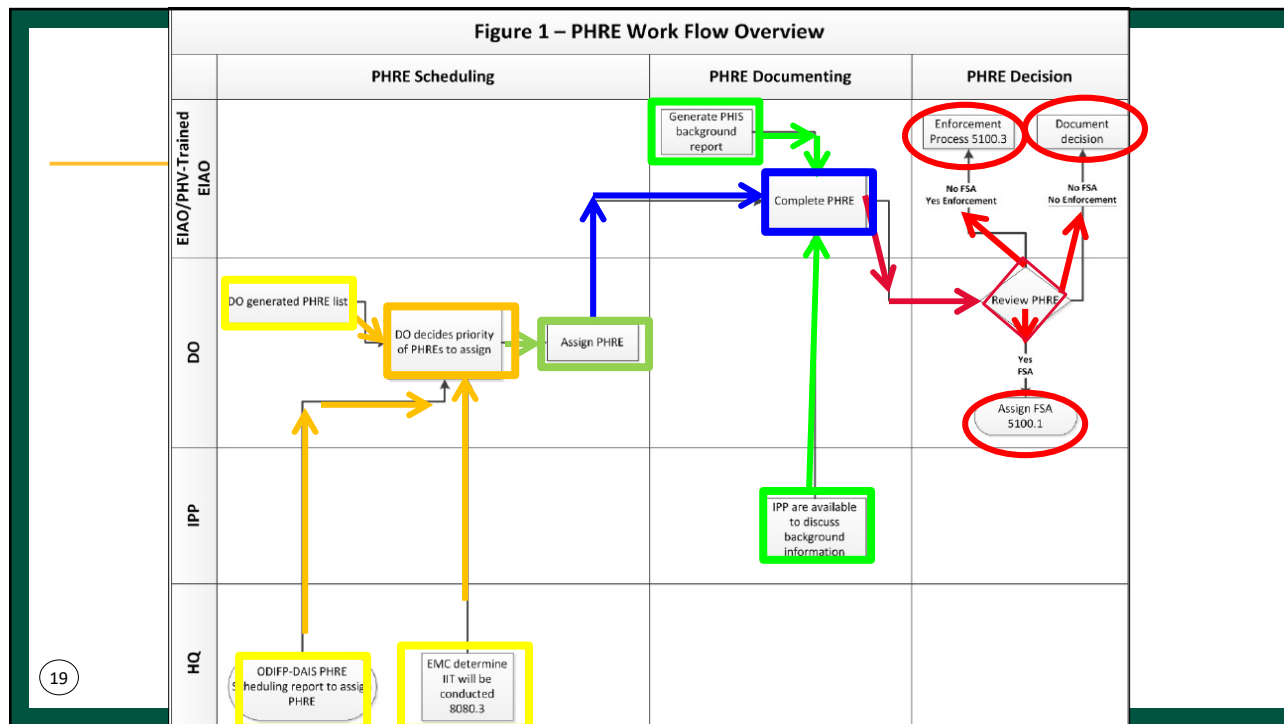 Figure 1 – PHRE Work Flow Overview
PHRE Scheduling
PHRE Documenting
PHRE Decision
EIAO/PHV-Trained
EIAO
Generate PHIS
background
report
Enforcement
Process 5100.3
Document
decision
Complete PHRE
No FSA
Yes Enforcement
No FSA
No Enforcement
DO
DO generated PHRE list
DO decides priority
of PHREs to assign
Assign PHRE
Review PHRE
Yes
FSA
Assign FSA
5100.1
IPP
IPP are available
to discuss
background
information
HQ
ODIFP-DAIS PHRE
Scheduling report to assign
PHRE
EMC determine
IIT will be
conducted
8080.3
19